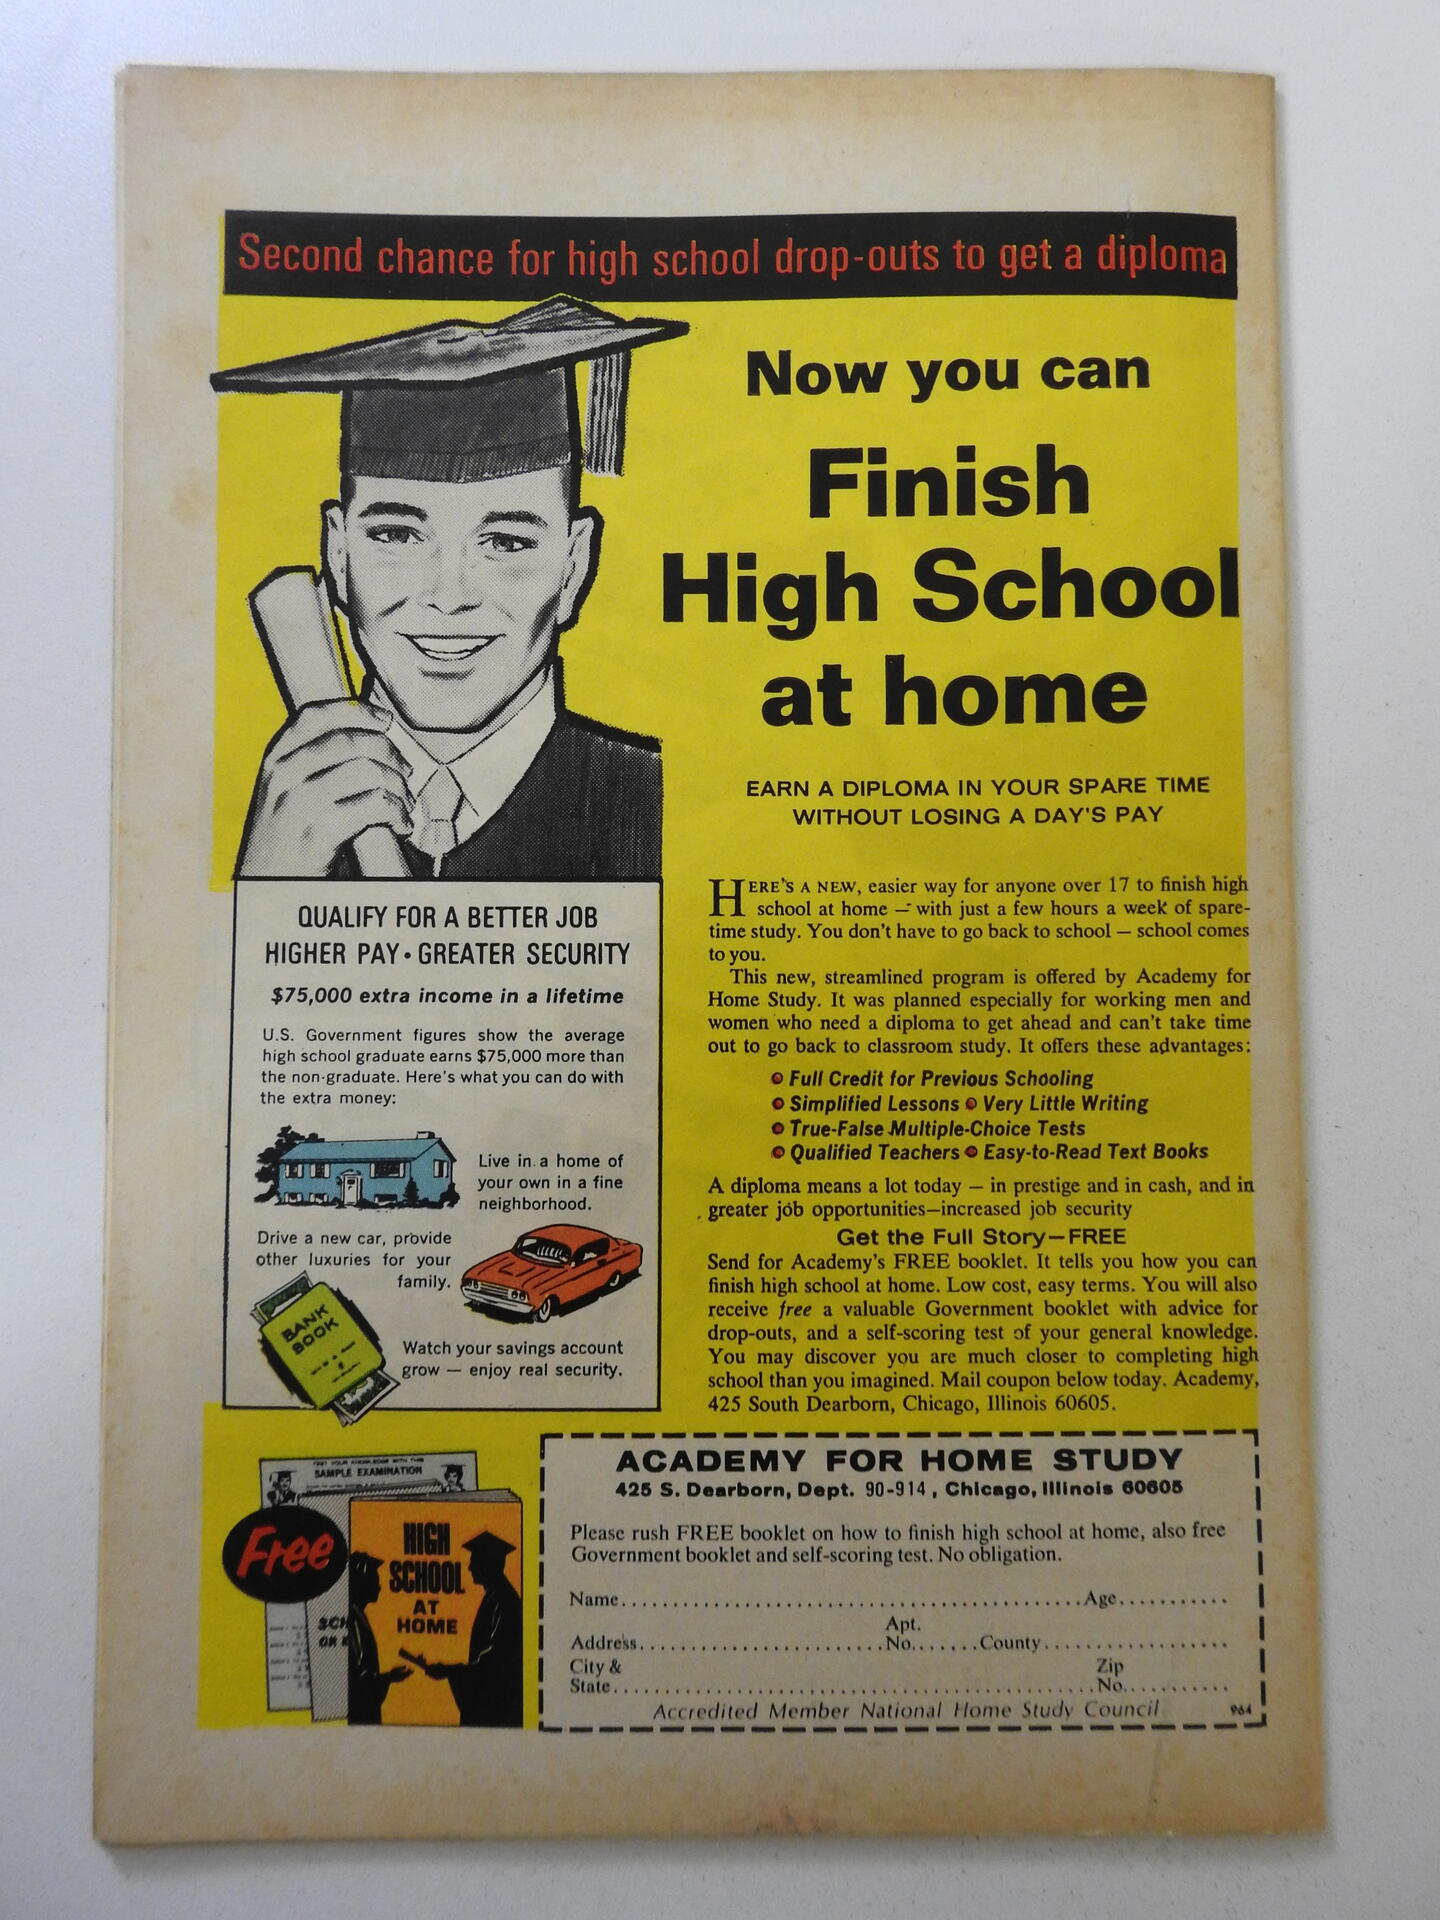 Second chance for high school drop-outs to get a diploma
Now you can
Finish
High School
at home
EARN A DIPLOMA IN YOUR SPARE TIME
WITHOUT LOSING A DAY'S PAY
QUALIFY FOR A BETTER JOB
HIGHER PAY • GREATER SECURITY
$75,000 extra income in a lifetime
U.S. Government figures show the average
high school graduate earns $75,000 more than
the non-graduate. Here's what you can do with
the extra money:
Live in a home of
your own in a fine
neighborhood.
Drive a new car, provide
other luxuries for your
family.
BANK
BOOK
Watch your savings account
grow — enjoy real security.
HERE'S A NEW, easier way for anyone over 17 to finish high
school at home — with just a few hours a week of spare-
time study. You don't have to go back to school — school comes
to you.
This new, streamlined program is offered by Academy for
Home Study. It was planned especially for working men and
women who need a diploma to get ahead and can't take time
out to go back to classroom study. It offers these advantages:
• Full Credit for Previous Schooling
• Simplified Lessons • Very Little Writing
• True-False Multiple-Choice Tests
• Qualified Teachers • Easy-to-Read Text Books
A diploma means a lot today — in prestige and in cash, and in
greater job opportunities—increased job security
Get the Full Story—FREE
Send for Academy's FREE booklet. It tells you how you can
finish high school at home. Low cost, easy terms. You will also
receive free a valuable Government booklet with advice for
drop-outs, and a self-scoring test of your general knowledge.
You may discover you are much closer to completing high
school than you imagined. Mail coupon below today. Academy,
425 South Dearborn, Chicago, Illinois 60605.
TEST YOUR KNOWLEDGE WITH THIS
SAMPLE EXAMINATION
Free
HIGH
SCHOOL
AT
HOME
SCH
OR
ACADEMY FOR HOME STUDY
425 S. Dearborn, Dept. 90-914, Chicago, Illinois 60605
Please rush FREE booklet on how to finish high school at home, also free
Government booklet and self-scoring test. No obligation.
Name.......................................Age...........
Apt.
Address.....................No.......County.................
City & Zip
State.......................................No...........
Accredited Member National Home Study Council 964